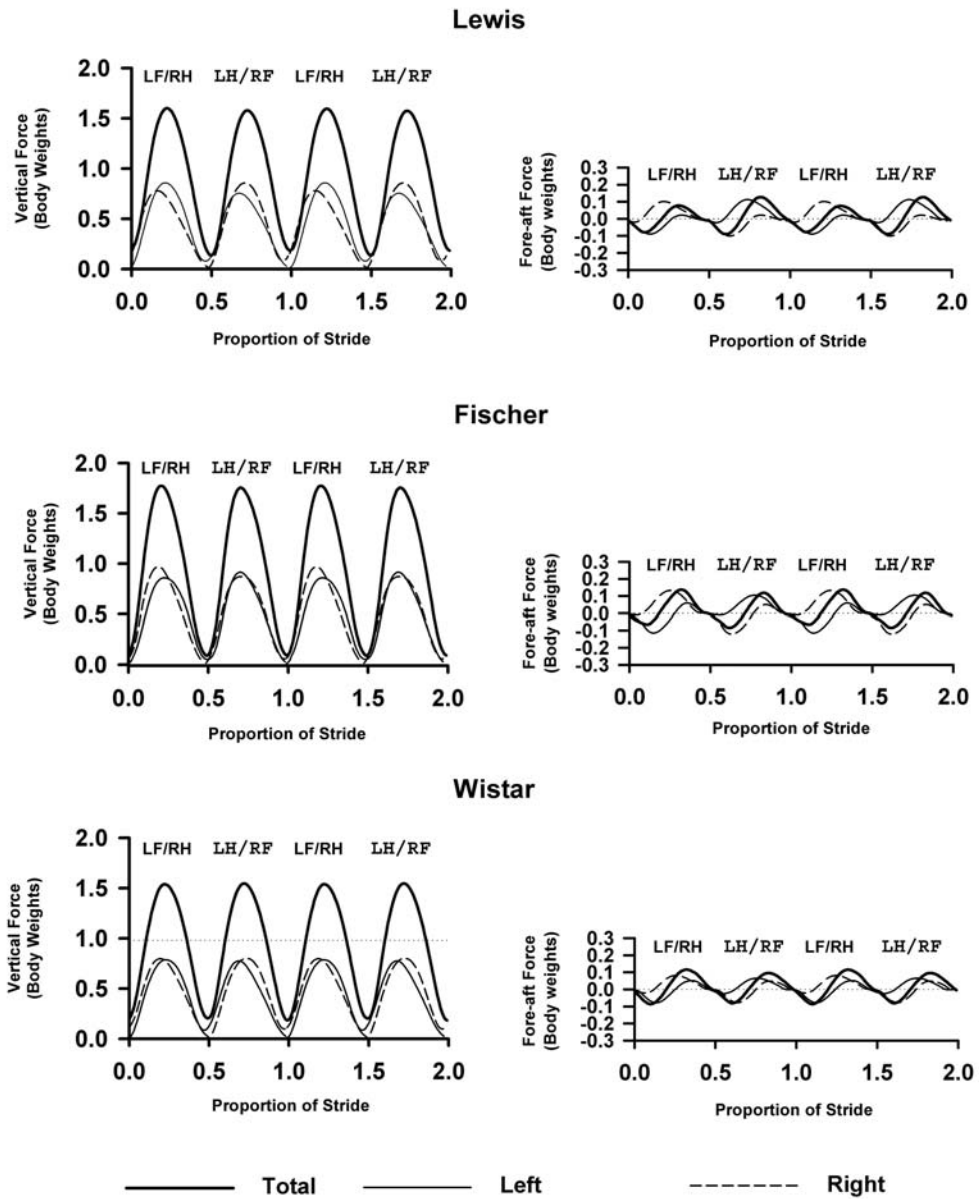 Lewis
Vertical Force
(Body Weights)
2.0
1.5
1.0
0.5
0.0
LF/RH LH/RF LF/RH LH/RF
0.0 0.5 1.0 1.5 2.0
Proportion of Stride
Fore-aft Force
(Body weights)
0.3
0.2
0.1
0.0
-0.1
-0.2
-0.3
LF/RH LH/RF LF/RH LH/RF
0.0 0.5 1.0 1.5 2.0
Proportion of Stride
Fischer
Vertical Force
(Body Weights)
2.0
1.5
1.0
0.5
0.0
LF/RH LH/RF LF/RH LH/RF
0.0 0.5 1.0 1.5 2.0
Proportion of Stride
Fore-aft Force
(Body weights)
0.3
0.2
0.1
0.0
-0.1
-0.2
-0.3
LF/RH LH/RF LF/RH LH/RF
0.0 0.5 1.0 1.5 2.0
Proportion of Stride
Wistar
Vertical Force
(Body Weights)
2.0
1.5
1.0
0.5
0.0
LF/RH LH/RF LF/RH LH/RF
0.0 0.5 1.0 1.5 2.0
Proportion of Stride
Fore-aft Force
(Body weights)
0.3
0.2
0.1
0.0
-0.1
-0.2
-0.3
LF/RH LH/RF LF/RH LH/RF
0.0 0.5 1.0 1.5 2.0
Proportion of Stride
Total Left Right